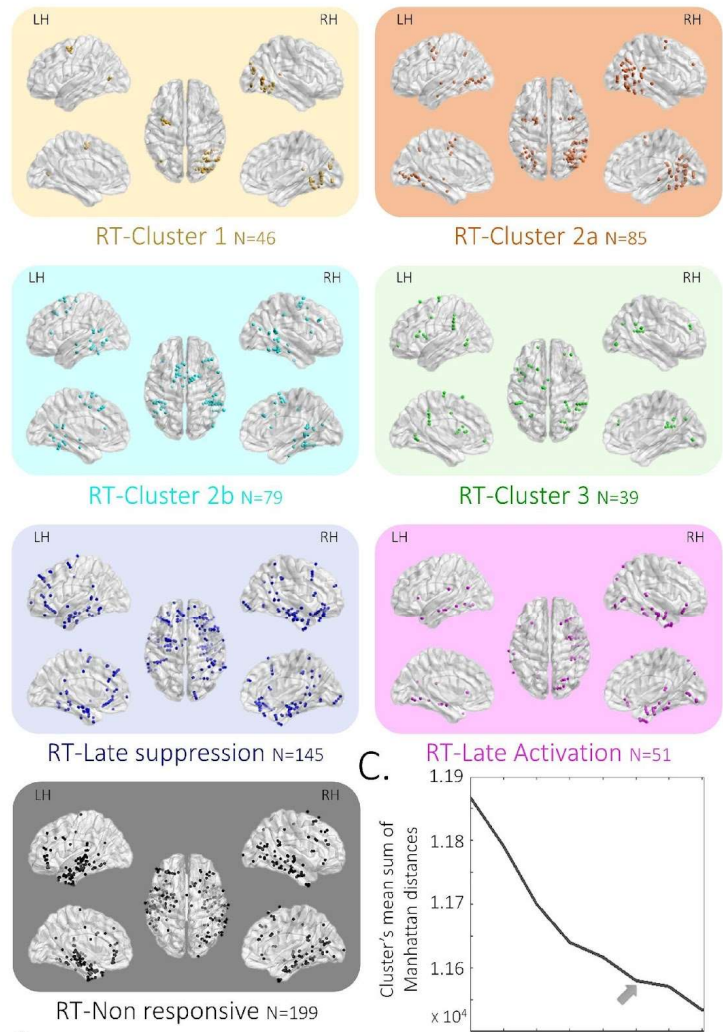 LH RH LH RH
RT-Cluster 1 N=46 RT-Cluster 2a N=85
LH RH LH RH
RT-Cluster 2b N=79 RT-Cluster 3 N=39
LH RH LH RH
RT-Late suppression N=145 RT-Late Activation N=51
C.
LH RH
RT-Non responsive N=199
Cluster's mean sum of
Manhattan distances
1.19
1.18
1.17
1.16
x 10⁴